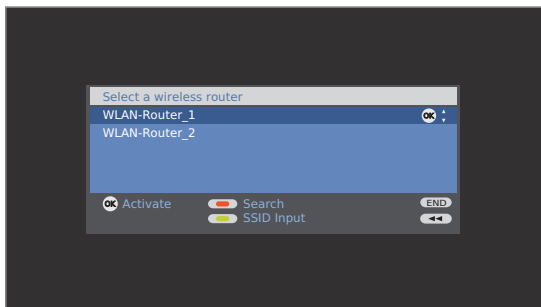 Select a wireless router
WLAN-Router_1 OK
WLAN-Router_2
OK Activate Search END
SSID Input